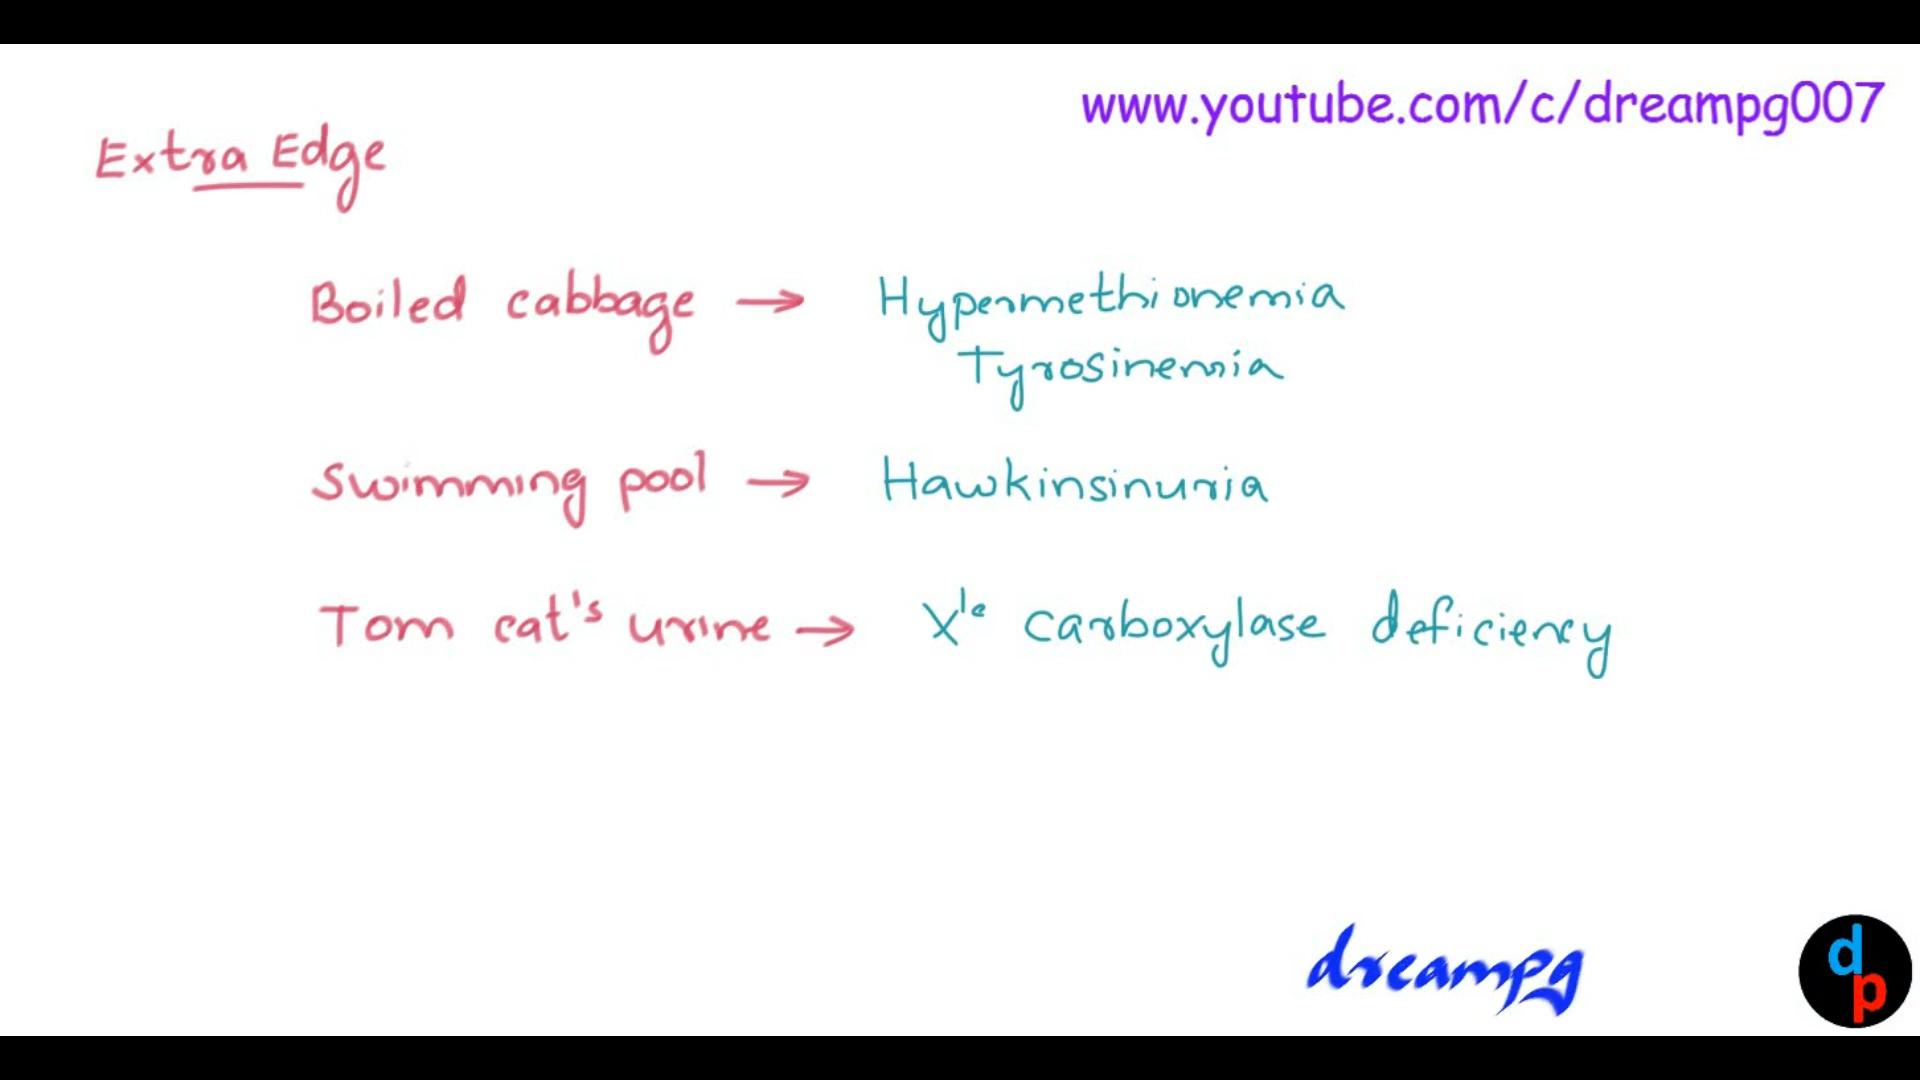 www.youtube.com/c/dreampg007
Extra Edge
Boiled cabbage → Hypermethionemia
Tyrosinemia
Swimming pool → Hawkinsinuria
Tom cat's urine → X'le carboxylase deficiency
dreampg
dp